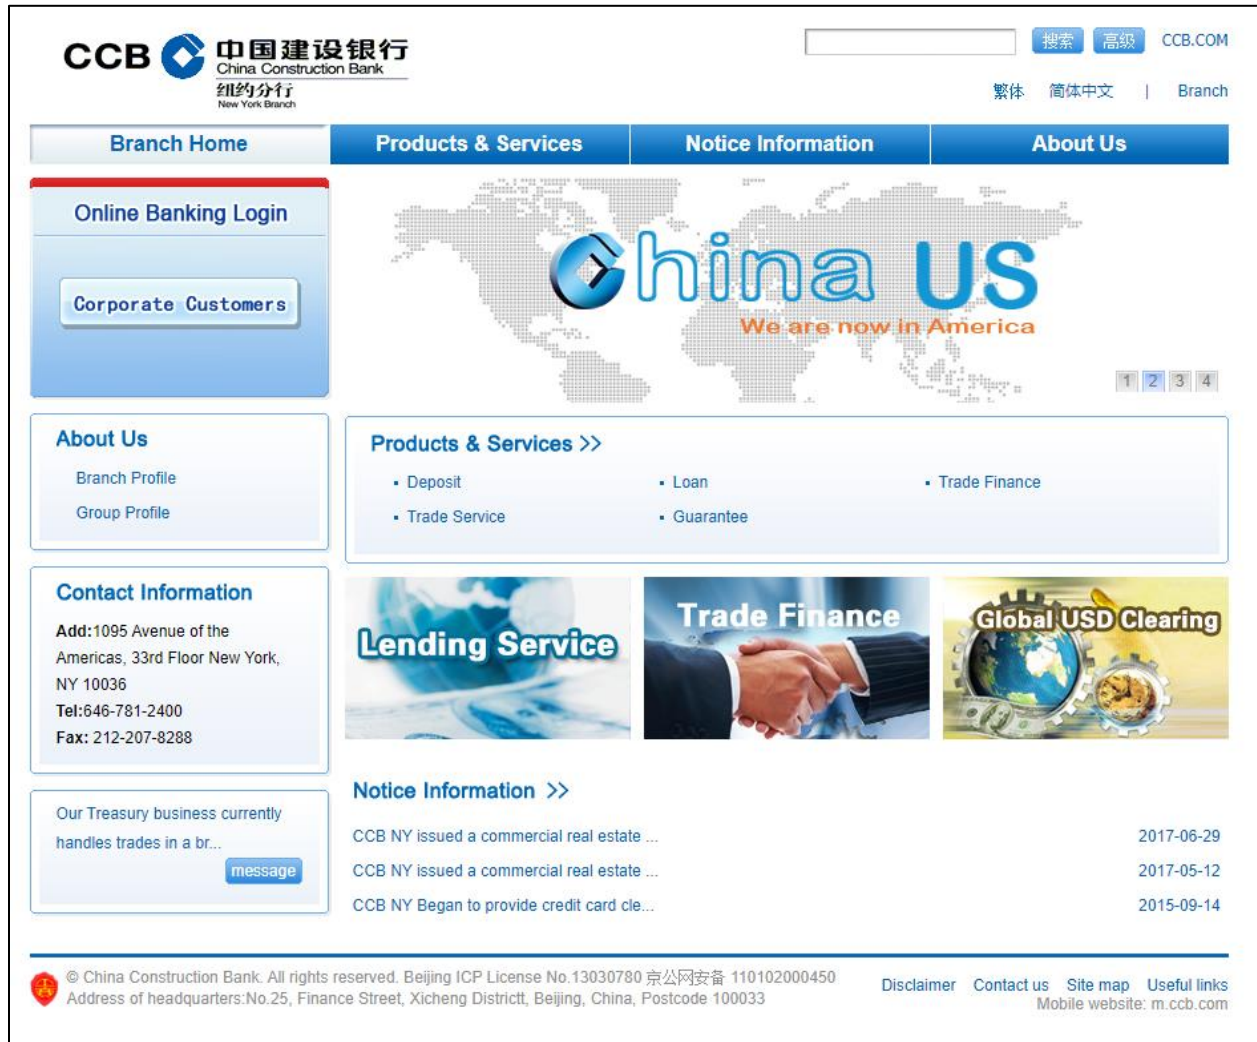 CCB 中国建设银行
China Construction Bank
纽约分行
New York Branch
搜索 高级 CCB.COM
繁体 简体中文 | Branch
Branch Home Products & Services Notice Information About Us
Online Banking Login
Corporate Customers
China US
We are now in America
1 2 3 4
About Us
Branch Profile
Group Profile
Products & Services >>
▪ Deposit ▪ Loan ▪ Trade Finance
▪ Trade Service ▪ Guarantee
Contact Information
Add:1095 Avenue of the
Americas, 33rd Floor New York,
NY 10036
Tel:646-781-2400
Fax: 212-207-8288
Lending Service
Trade Finance
Global USD Clearing
Our Treasury business currently
handles trades in a br...
message
Notice Information >>
CCB NY issued a commercial real estate ... 2017-06-29
CCB NY issued a commercial real estate ... 2017-05-12
CCB NY Began to provide credit card cle... 2015-09-14
© China Construction Bank. All rights reserved. Beijing ICP License No.13030780 京公网安备 110102000450
Address of headquarters:No.25, Finance Street, Xicheng Districtt, Beijing, China, Postcode 100033
Disclaimer Contact us Site map Useful links
Mobile website: m.ccb.com